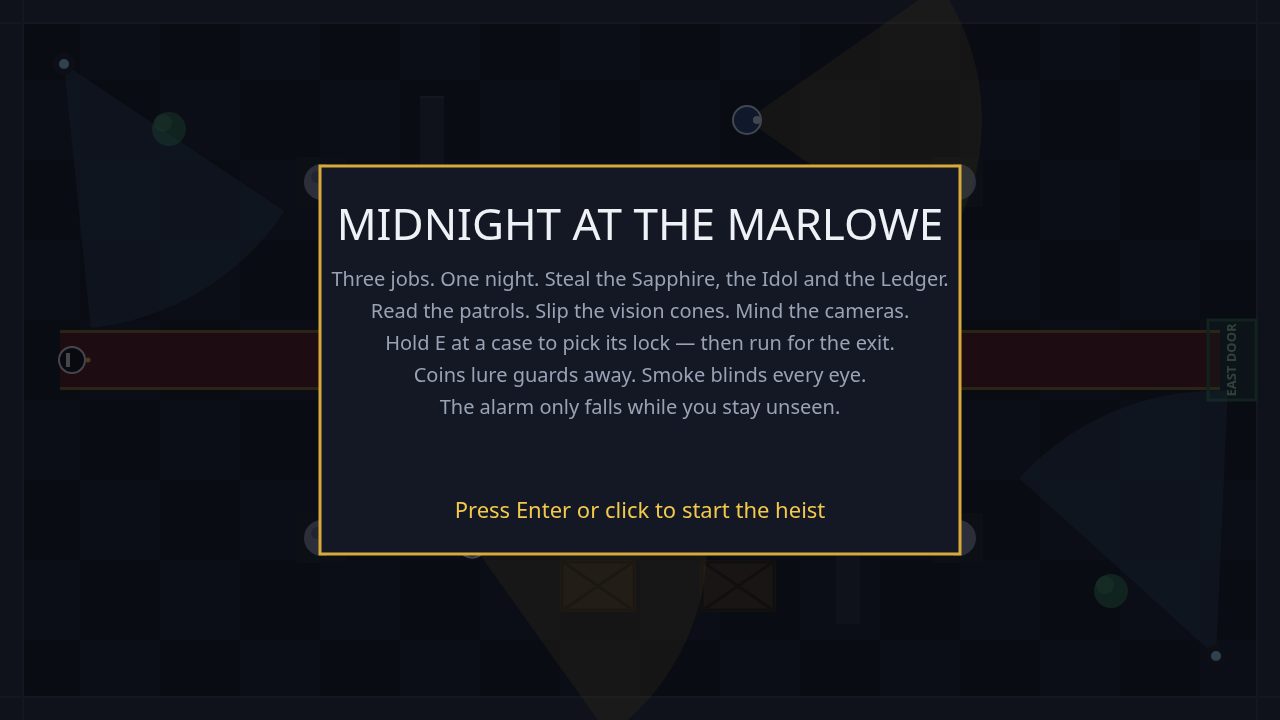 MIDNIGHT AT THE MARLOWE
Three jobs. One night. Steal the Sapphire, the Idol and the Ledger.
Read the patrols. Slip the vision cones. Mind the cameras.
Hold E at a case to pick its lock — then run for the exit.
Coins lure guards away. Smoke blinds every eye.
The alarm only falls while you stay unseen.
Press Enter or click to start the heist
EAST DOOR